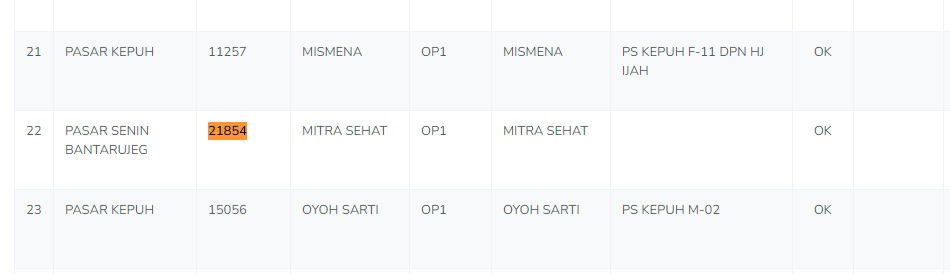 21 PASAR KEPUH 11257 MISMENA OP1 MISMENA PS KEPUH F-11 DPN HJ OK
IJAH
22 PASAR SENIN 21854 MITRA SEHAT OP1 MITRA SEHAT OK
BANTARUJEG
23 PASAR KEPUH 15056 OYOH SARTI OP1 OYOH SARTI PS KEPUH M-02 OK